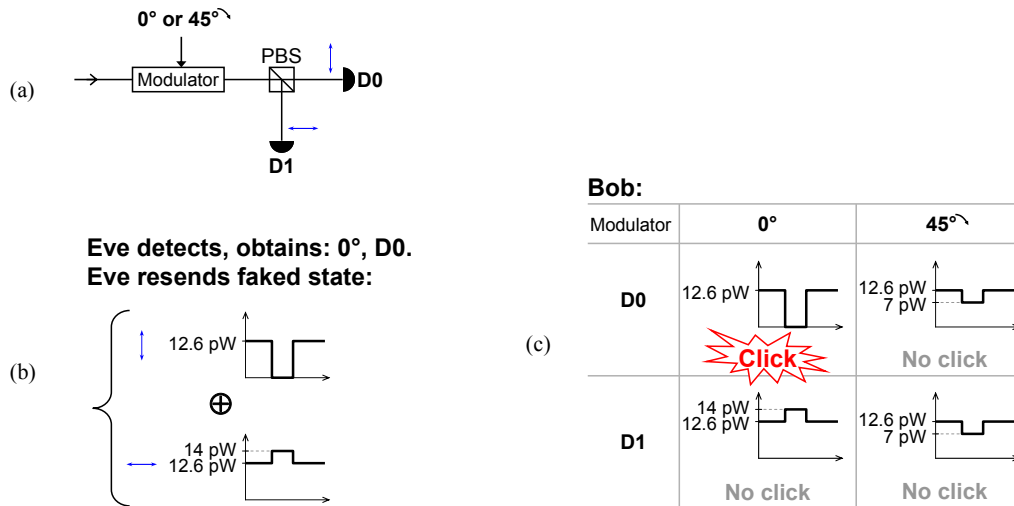 (a)
0° or 45°
Modulator
PBS
D0
D1
Eve detects, obtains: 0°, D0.
Eve resends faked state:
(b)
12.6 pW
14 pW
12.6 pW
(c)
Bob:
Modulator 0° 45°
D0
12.6 pW
Click
12.6 pW
7 pW
No click
D1
14 pW
12.6 pW
No click
12.6 pW
7 pW
No click